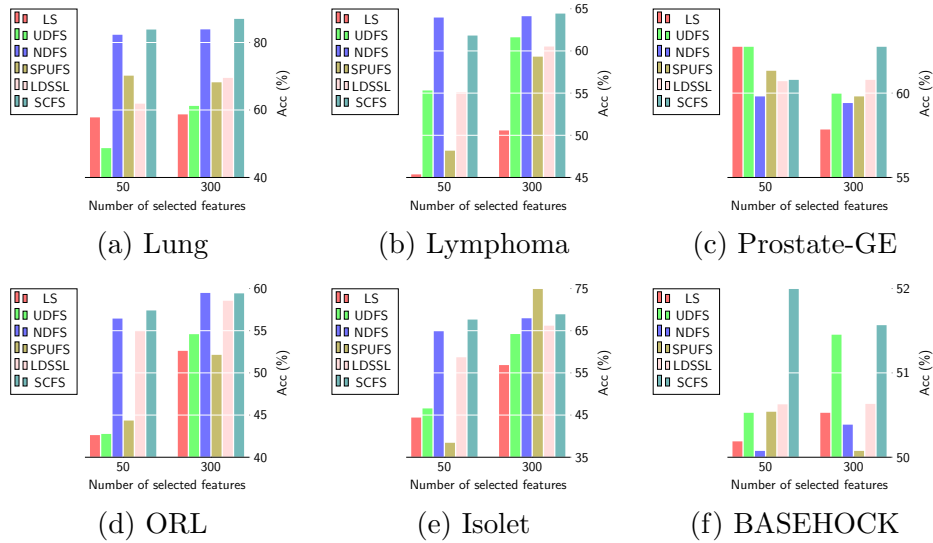 LS
UDFS
NDFS
SPUFS
LDSSL
SCFS
80
60
40
Acc (%)
50 300
Number of selected features
(a) Lung
LS
UDFS
NDFS
SPUFS
LDSSL
SCFS
65
60
55
50
45
Acc (%)
50 300
Number of selected features
(b) Lymphoma
LS
UDFS
NDFS
SPUFS
LDSSL
SCFS
60
55
Acc (%)
50 300
Number of selected features
(c) Prostate-GE
LS
UDFS
NDFS
SPUFS
LDSSL
SCFS
60
55
50
45
40
Acc (%)
50 300
Number of selected features
(d) ORL
LS
UDFS
NDFS
SPUFS
LDSSL
SCFS
75
65
55
45
35
Acc (%)
50 300
Number of selected features
(e) Isolet
LS
UDFS
NDFS
SPUFS
LDSSL
SCFS
52
51
50
Acc (%)
50 300
Number of selected features
(f) BASEHOCK